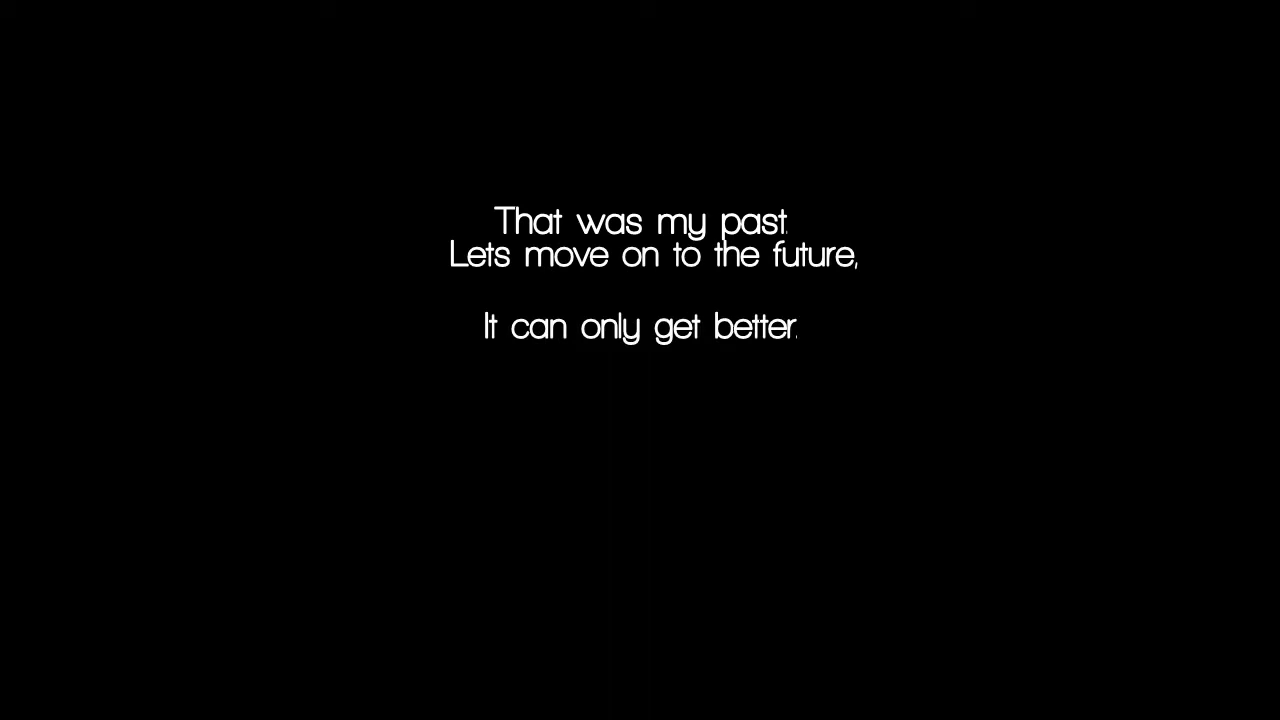 That was my past.
Lets move on to the future,
It can only get better.